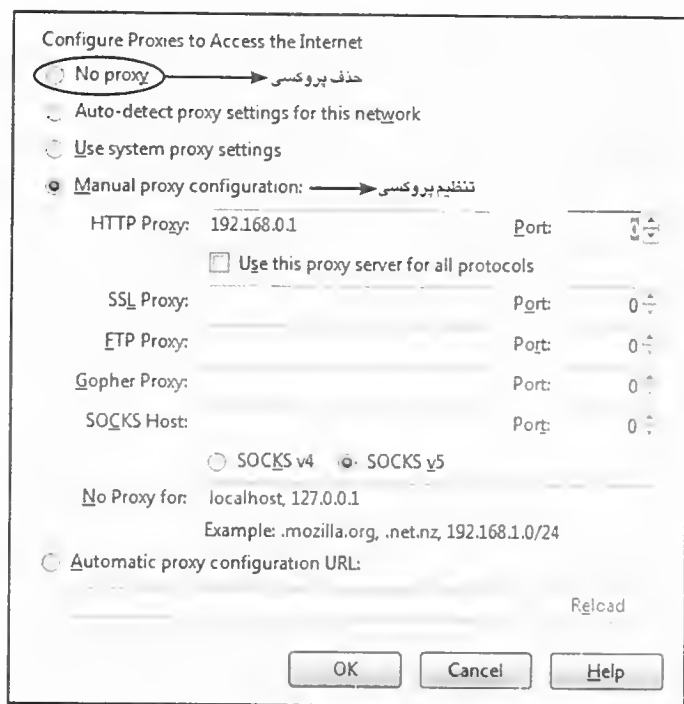 Configure Proxies to Access the Internet
No proxy حذف پروکسی
Auto-detect proxy settings for this network
Use system proxy settings
Manual proxy configuration: تنظیم پروکسی
HTTP Proxy: 192.168.0.1 Port:
Use this proxy server for all protocols
SSL Proxy: Port: 0
FTP Proxy: Port: 0
Gopher Proxy: Port: 0
SOCKS Host: Port: 0
SOCKS v4 SOCKS v5
No Proxy for: localhost, 127.0.0.1
Example: .mozilla.org, .net.nz, 192.168.1.0/24
Automatic proxy configuration URL:
Reload
OK Cancel Help